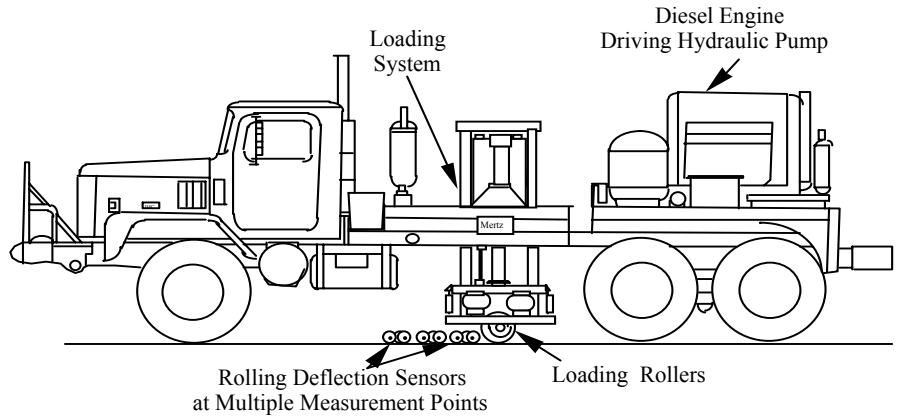 Diesel Engine
Driving Hydraulic Pump
Loading
System
Mertz
Rolling Deflection Sensors
at Multiple Measurement Points
Loading Rollers